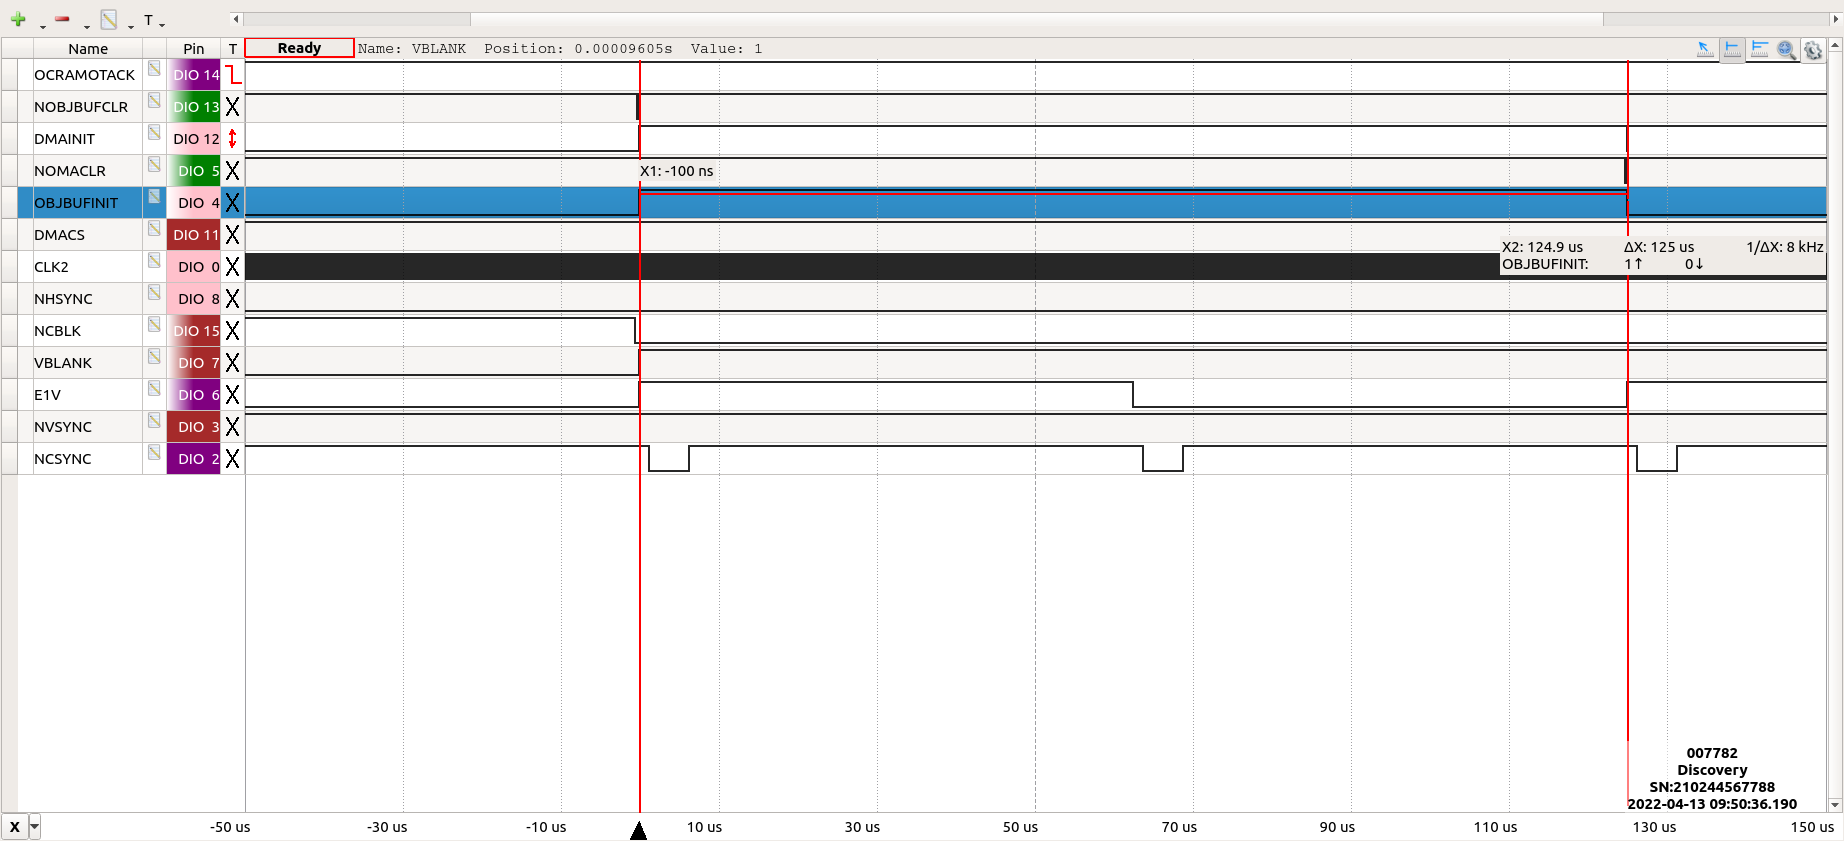 T
Name Pin T Ready Name: VBLANK Position: 0.00009605s Value: 1
OCRAMOTACK DIO 14
NOBJBUFCLR DIO 13 X
DMAINIT DIO 12
NOMACLR DIO 5 X X1: -100 ns
OBJBUFINIT DIO 4 X
DMACS DIO 11 X
X2: 124.9 us ΔX: 125 us 1/ΔX: 8 kHz
OBJBUFINIT: 1↑ 0↓
CLK2 DIO 0 X
NHSYNC DIO 8 X
NCBLK DIO 15 X
VBLANK DIO 7 X
E1V DIO 6 X
NVSYNC DIO 3 X
NCSYNC DIO 2 X
007782
Discovery
SN:210244567788
2022-04-13 09:50:36.190
X -50 us -30 us -10 us 10 us 30 us 50 us 70 us 90 us 110 us 130 us 150 us